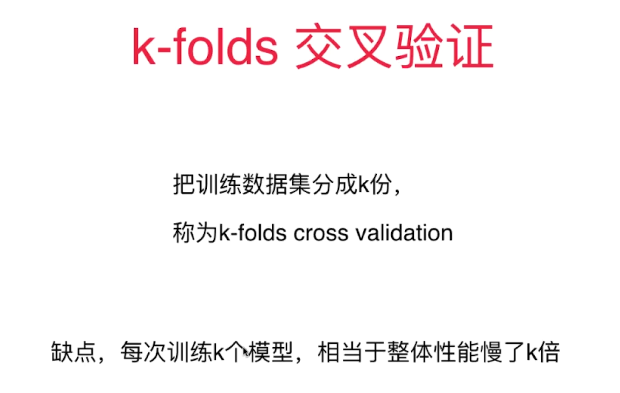 k-folds 交叉验证
把训练数据集分成k份，
称为k-folds cross validation
缺点，每次训练k个模型，相当于整体性能慢了k倍